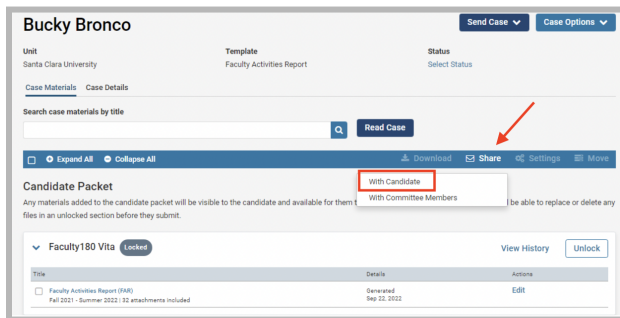 Bucky Bronco
Send Case
Case Options
Unit
Template
Status
Santa Clara University
Faculty Activities Report
Select Status
Case Materials Case Details
Search case materials by title
Read Case
Expand All Collapse All
Download Share Settings Move
Candidate Packet
With Candidate
With Committee Members
Any materials added to the candidate packet will be visible to the candidate and available for them t
l be able to replace or delete any
files in an unlocked section before they submit.
Faculty180 Vita Locked
View History Unlock
Title Details Actions
Faculty Activities Report (FAR) Generated Edit
Fall 2021 - Summer 2022 | 32 attachments included Sep 22, 2022